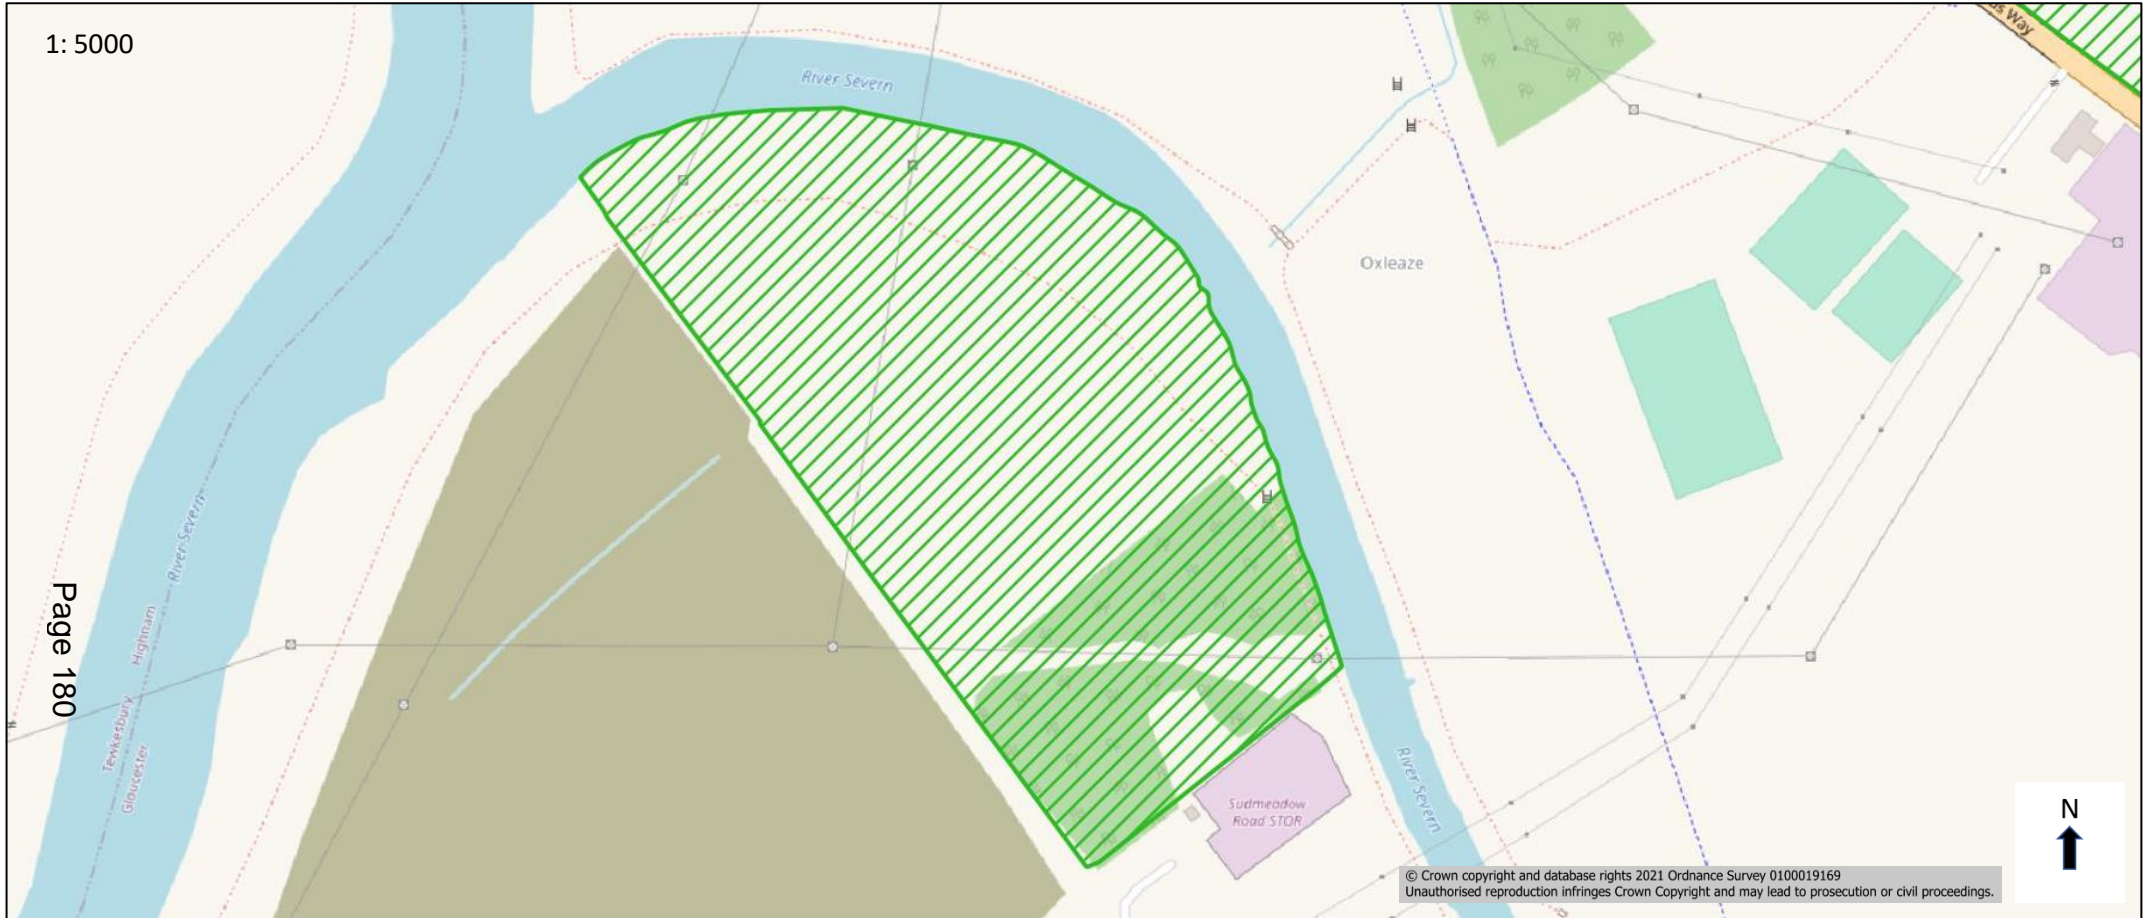 1: 5000
us Way
River Severn
Oxleaze
River Severn
Page 180
Highnam
Tewkesbury
Gloucester
River Severn
Sudmeadow
Road STOR
N
© Crown copyright and database rights 2021 Ordnance Survey 0100019169
Unauthorised reproduction infringes Crown Copyright and may lead to prosecution or civil proceedings.